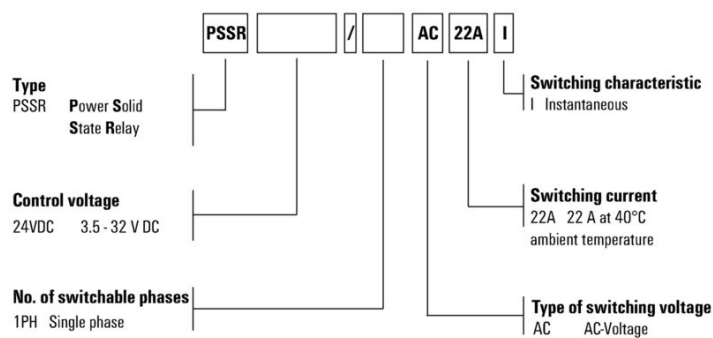 PSSR / AC 22A I
Type
PSSR Power Solid
State Relay
Switching characteristic
I Instantaneous
Control voltage
24VDC 3.5 - 32 V DC
Switching current
22A 22 A at 40°C
ambient temperature
No. of switchable phases
1PH Single phase
Type of switching voltage
AC AC-Voltage